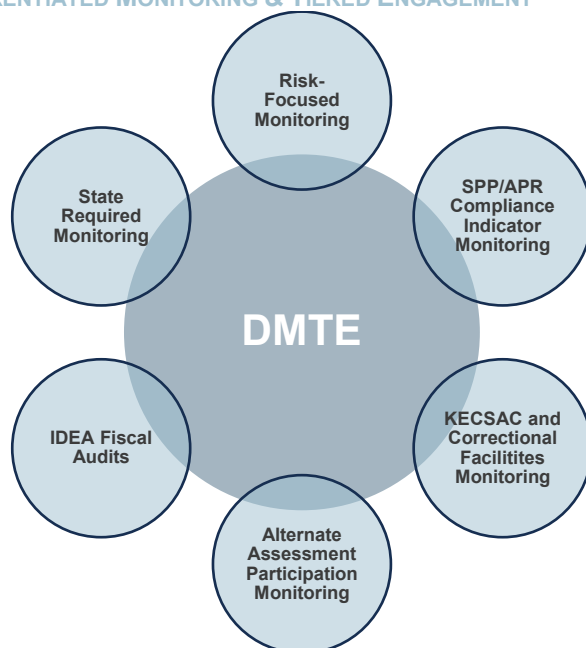 ENTIATED MONITORING & TIERED ENGAGEMENT
Risk-
Focused
Monitoring
SPP/APR
Compliance
Indicator
Monitoring
KECSAC and
Correctional
Facilitites
Monitoring
Alternate
Assessment
Participation
Monitoring
IDEA Fiscal
Audits
State
Required
Monitoring
DMTE